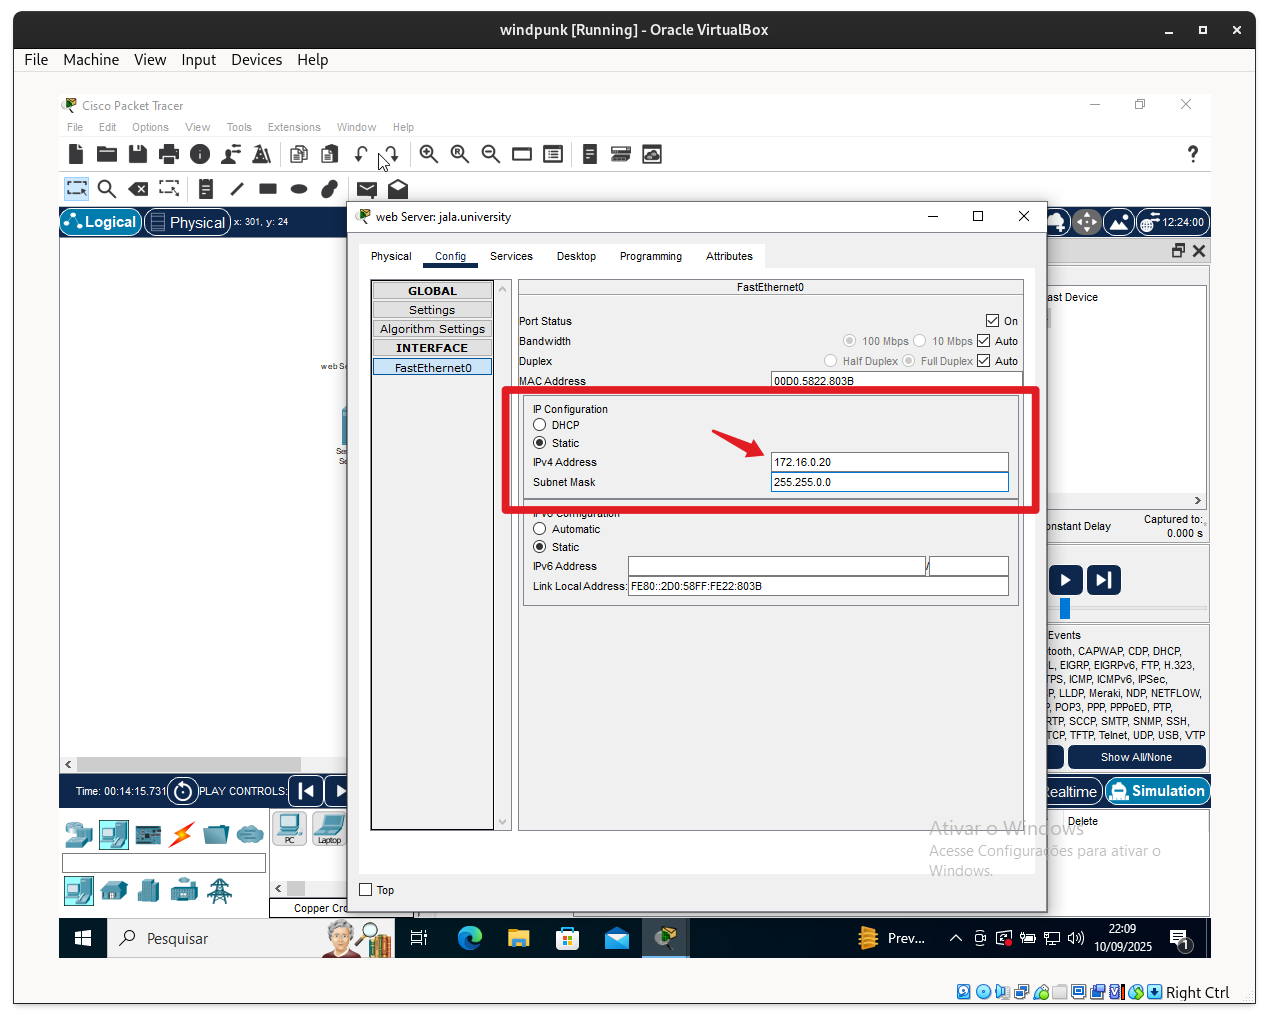 windpunk [Running] - Oracle VirtualBox
File Machine View Input Devices Help
Cisco Packet Tracer
File Edit Options View Tools Extensions Window Help
?
Logical Physical x: 301, y: 24
12:24:00
web Server: jala.university
Physical Config Services Desktop Programming Attributes
GLOBAL
Settings
Algorithm Settings
INTERFACE
FastEthernet0
FastEthernet0
Port Status On
Bandwidth 100 Mbps 10 Mbps Auto
Duplex Half Duplex Full Duplex Auto
MAC Address 00D0.5822.803B
IP Configuration
DHCP
Static
IPv4 Address 172.16.0.20
Subnet Mask 255.255.0.0
IPv6 Configuration
Automatic
Static
IPv6 Address /
Link Local Address: FE80::2D0:58FF:FE22:803B
Top
web Se
Se
Se
ast Device
onstant Delay
Captured to:
0.000 s
Events
tooth, CAPWAP, CDP, DHCP,
L, EIGRP, EIGRPv6, FTP, H.323,
TPS, ICMP, ICMPv6, IPSec,
P, LLDP, Meraki, NDP, NETFLOW,
P, POP3, PPP, PPPoED, PTP,
RTP, SCCP, SMTP, SNMP, SSH,
TCP, TFTP, Telnet, UDP, USB, VTP
Show All/None
Time: 00:14:15.731 PLAY CONTROLS:
Realtime Simulation
PC Laptop
Delete
Copper Cro
Ativar o Windows
Acesse Configurações para ativar o
Windows.
Pesquisar
Prev...
22:09
10/09/2025
1
Right Ctrl